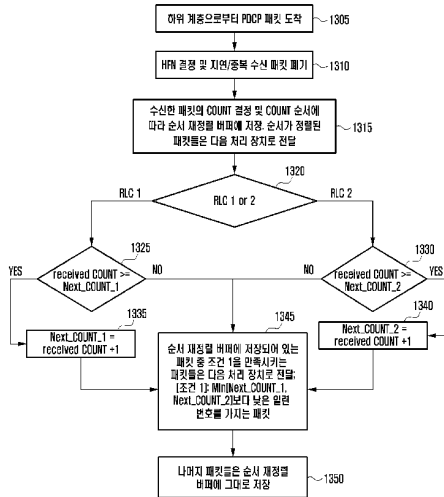 하위 계층으로부터 PDCP 패킷 도착
1305
HFN 결정 및 지연/중복 수신 패킷 폐기
1310
수신한 패킷의 COUNT 결정 및 COUNT 순서에
따라 순서 재정렬 버퍼에 저장. 순서가 정렬된
패킷들은 다음 처리 장치로 전달
1315
1320
RLC 1 or 2
RLC 1
RLC 2
1325
received COUNT >=
Next_COUNT_1
YES
NO
1330
received COUNT >=
Next_COUNT_2
NO
YES
1335
Next_COUNT_1 =
received COUNT +1
1340
Next_COUNT_2 =
received COUNT +1
1345
순서 재정렬 버퍼에 저장되어 있는
패킷 중 조건 1을 만족시키는
패킷들은 다음 처리 장치로 전달;
[조건 1]: Min[Next_COUNT_1,
Next_COUNT_2]보다 낮은 일련
번호를 가지는 패킷
나머지 패킷들은 순서 재정렬
버퍼에 그대로 저장
1350